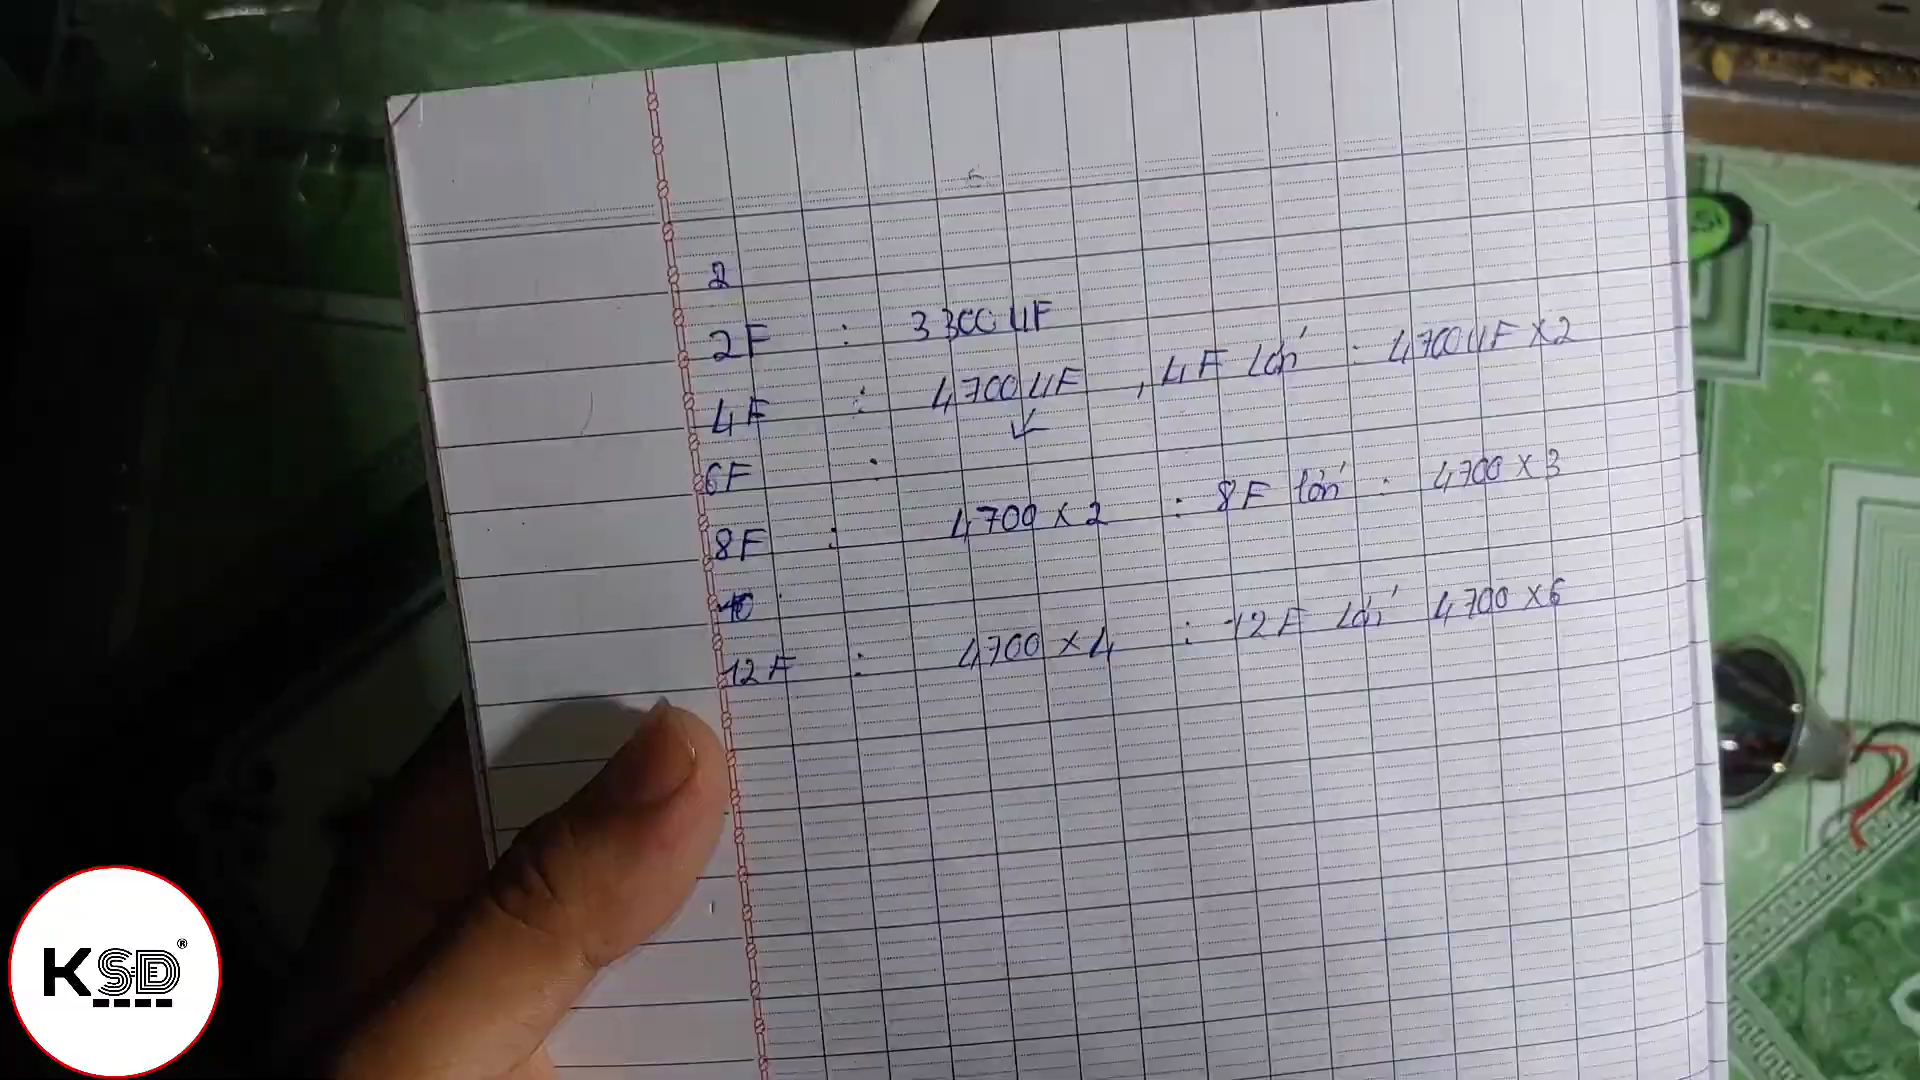 2
2F : 3300 UF
4F : 4700 UF , 4F lớn : 4700 UF x 2
6F :
8F : 4700 x 2 : 8F lớn : 4700 x 3
10
12F : 4700 x 4 : 12F lớn 4700 x 6
KSD®